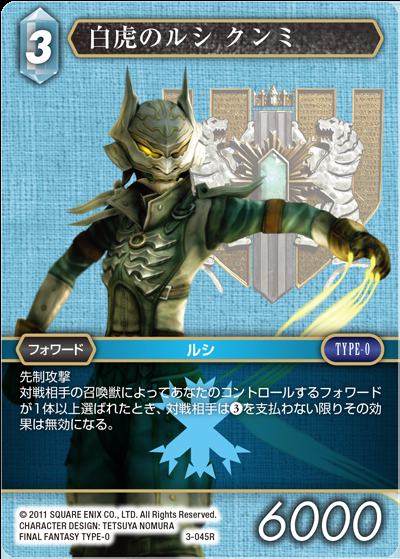 3
白虎のルシ クンミ
フォワード
ルシ
TYPE-0
先制攻撃
対戦相手の召喚獣によってあなたのコントロールするフォワード
が1体以上選ばれたとき、対戦相手は❸を支払わない限りその効
果は無効になる。
© 2011 SQUARE ENIX CO., LTD. All Rights Reserved.
CHARACTER DESIGN: TETSUYA NOMURA
FINAL FANTASY TYPE-0
3-045R
6000